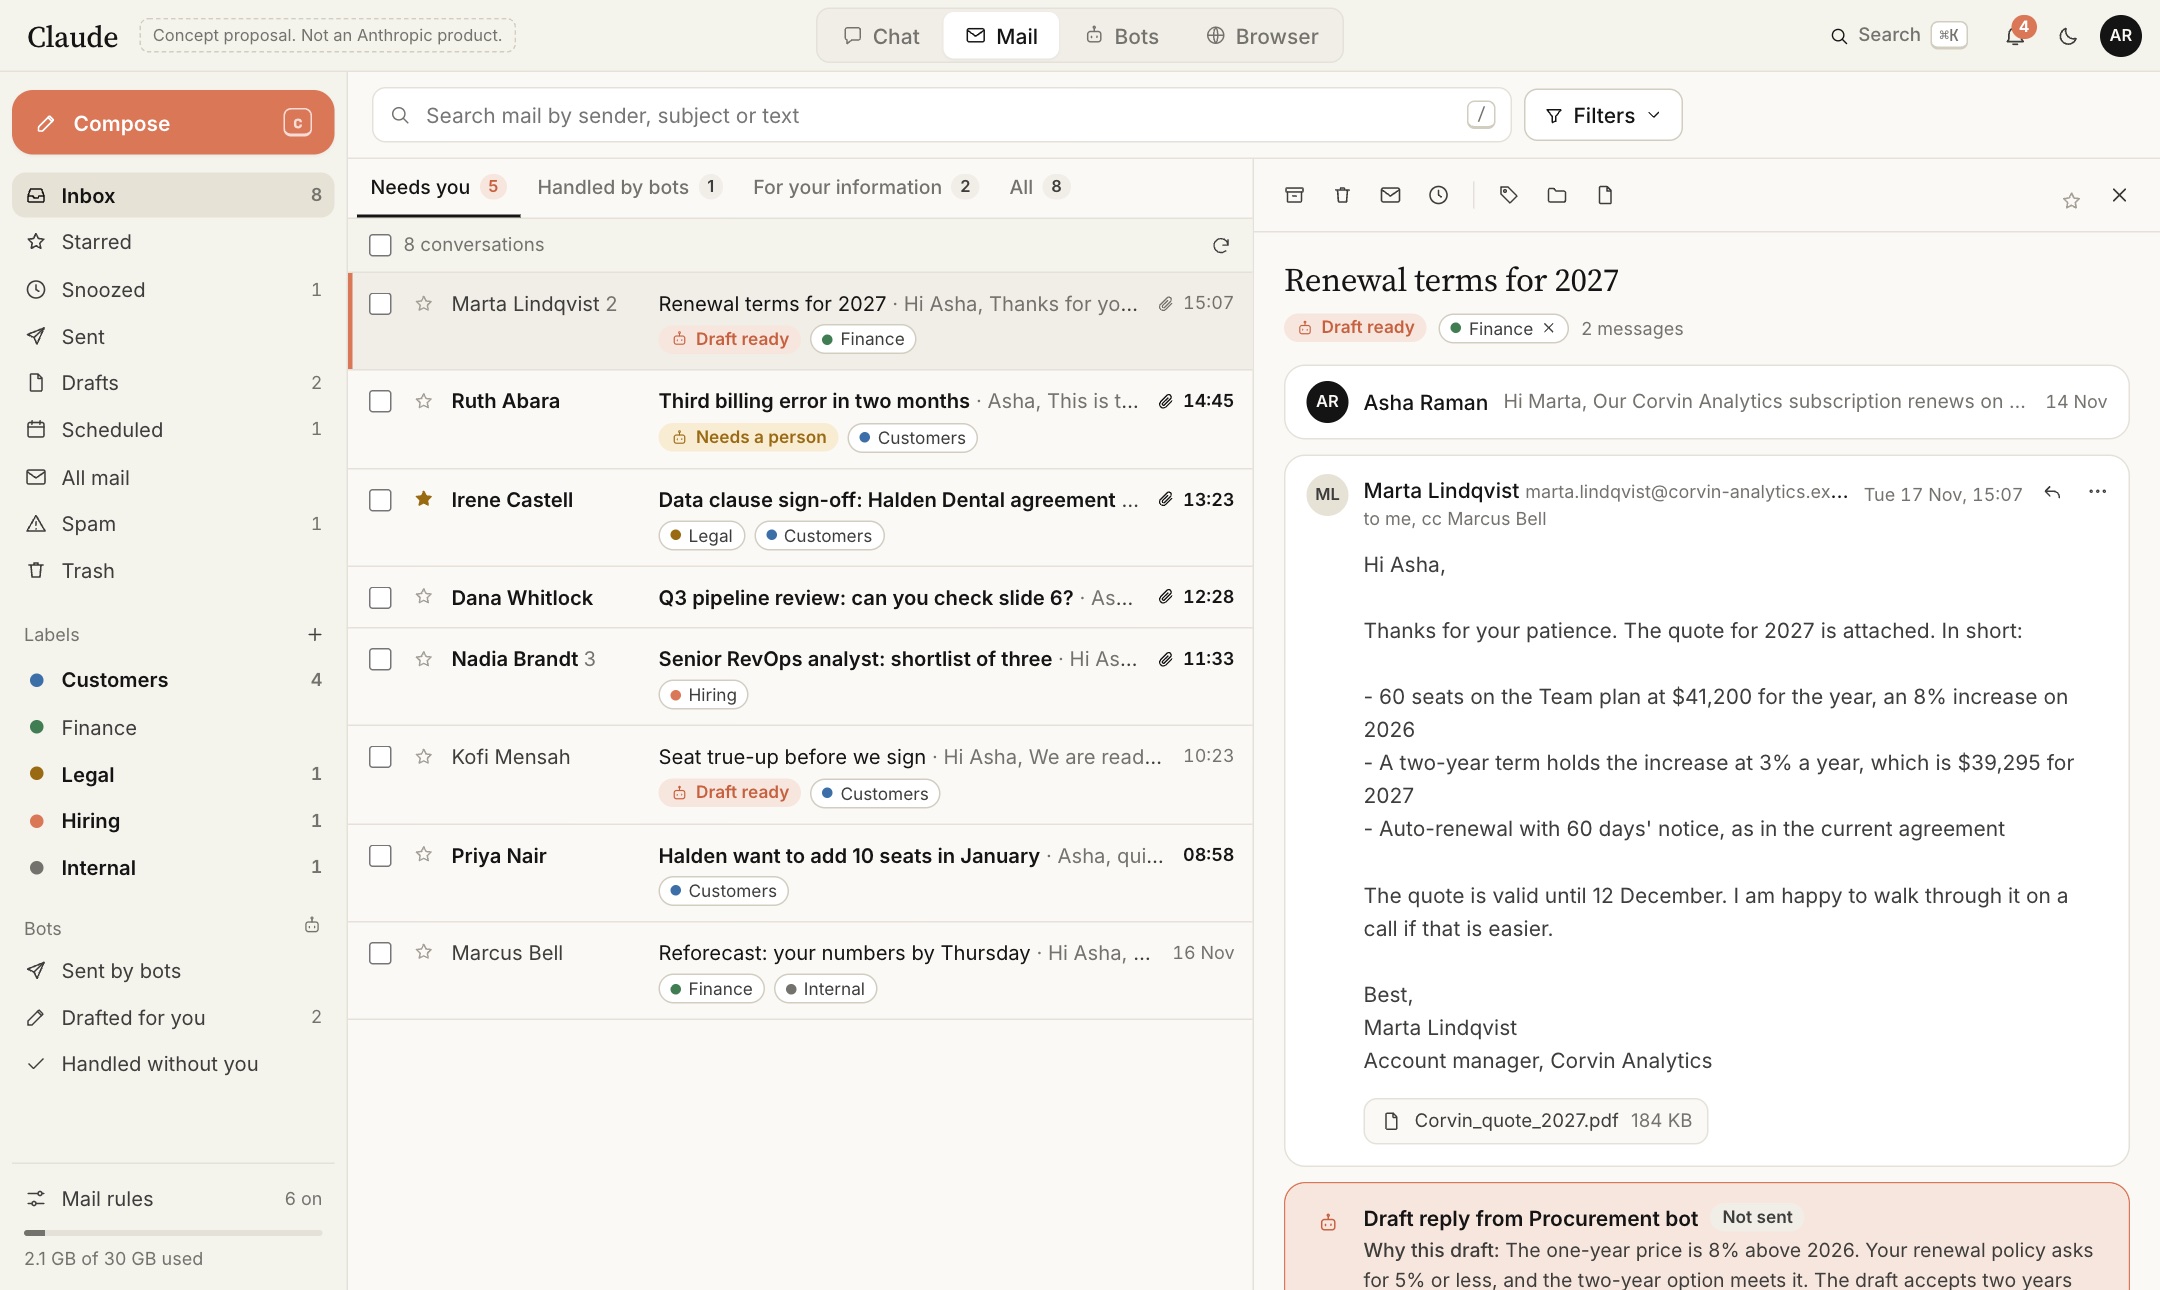 Claude
Concept proposal. Not an Anthropic product.
Chat
Mail
Bots
Browser
Search ⌘K
4
AR
Compose c
Inbox 8
Starred
Snoozed 1
Sent
Drafts 2
Scheduled 1
All mail
Spam 1
Trash
Labels
Customers 4
Finance
Legal 1
Hiring 1
Internal 1
Bots
Sent by bots
Drafted for you 2
Handled without you
Mail rules 6 on
2.1 GB of 30 GB used
Search mail by sender, subject or text /
Filters
Needs you 5
Handled by bots 1
For your information 2
All 8
8 conversations
Marta Lindqvist 2 Renewal terms for 2027 · Hi Asha, Thanks for yo... 15:07
Draft ready Finance
Ruth Abara Third billing error in two months · Asha, This is t... 14:45
Needs a person Customers
Irene Castell Data clause sign-off: Halden Dental agreement ... 13:23
Legal Customers
Dana Whitlock Q3 pipeline review: can you check slide 6? · As... 12:28
Nadia Brandt 3 Senior RevOps analyst: shortlist of three · Hi As... 11:33
Hiring
Kofi Mensah Seat true-up before we sign · Hi Asha, We are read... 10:23
Draft ready Customers
Priya Nair Halden want to add 10 seats in January · Asha, qui... 08:58
Customers
Marcus Bell Reforecast: your numbers by Thursday · Hi Asha, ... 16 Nov
Finance Internal
Renewal terms for 2027
Draft ready Finance × 2 messages
AR Asha Raman Hi Marta, Our Corvin Analytics subscription renews on ... 14 Nov
ML Marta Lindqvist marta.lindqvist@corvin-analytics.ex... Tue 17 Nov, 15:07
to me, cc Marcus Bell
Hi Asha,
Thanks for your patience. The quote for 2027 is attached. In short:
- 60 seats on the Team plan at $41,200 for the year, an 8% increase on
2026
- A two-year term holds the increase at 3% a year, which is $39,295 for
2027
- Auto-renewal with 60 days' notice, as in the current agreement
The quote is valid until 12 December. I am happy to walk through it on a
call if that is easier.
Best,
Marta Lindqvist
Account manager, Corvin Analytics
Corvin_quote_2027.pdf 184 KB
Draft reply from Procurement bot Not sent
Why this draft: The one-year price is 8% above 2026. Your renewal policy asks
for 5% or less, and the two-year option meets it. The draft accepts two years